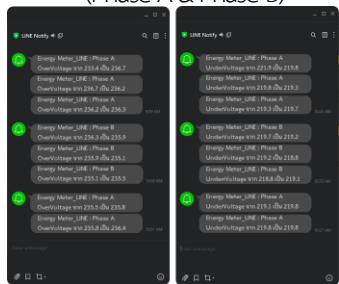 (Phase A & Phase B)
LINE Notify
Energy Meter_LINE : Phase A
OverVoltage จาก 235.4 เป็น 236.7
Energy Meter_LINE : Phase A
OverVoltage จาก 236.7 เป็น 236.2
Energy Meter_LINE : Phase A
OverVoltage จาก 236.2 เป็น 236.3
Energy Meter_LINE : Phase B
OverVoltage จาก 236.3 เป็น 235.9
Energy Meter_LINE : Phase B
OverVoltage จาก 235.9 เป็น 235.1
Energy Meter_LINE : Phase B
OverVoltage จาก 235.1 เป็น 235.5
Energy Meter_LINE : Phase A
OverVoltage จาก 235.5 เป็น 235.8
Energy Meter_LINE : Phase A
OverVoltage จาก 235.8 เป็น 236.4
Enter a message
LINE Notify
Energy Meter_LINE : Phase A
UnderVoltage จาก 221.9 เป็น 219.8
Energy Meter_LINE : Phase A
UnderVoltage จาก 219.8 เป็น 219.3
Energy Meter_LINE : Phase A
UnderVoltage จาก 219.3 เป็น 219.7
Energy Meter_LINE : Phase B
UnderVoltage จาก 219.7 เป็น 219.2
Energy Meter_LINE : Phase B
UnderVoltage จาก 219.2 เป็น 218.8
Energy Meter_LINE : Phase B
UnderVoltage จาก 218.8 เป็น 219.1
Energy Meter_LINE : Phase A
UnderVoltage จาก 219.1 เป็น 219.8
Energy Meter_LINE : Phase A
UnderVoltage จาก 219.8 เป็น 219.8
Enter a message